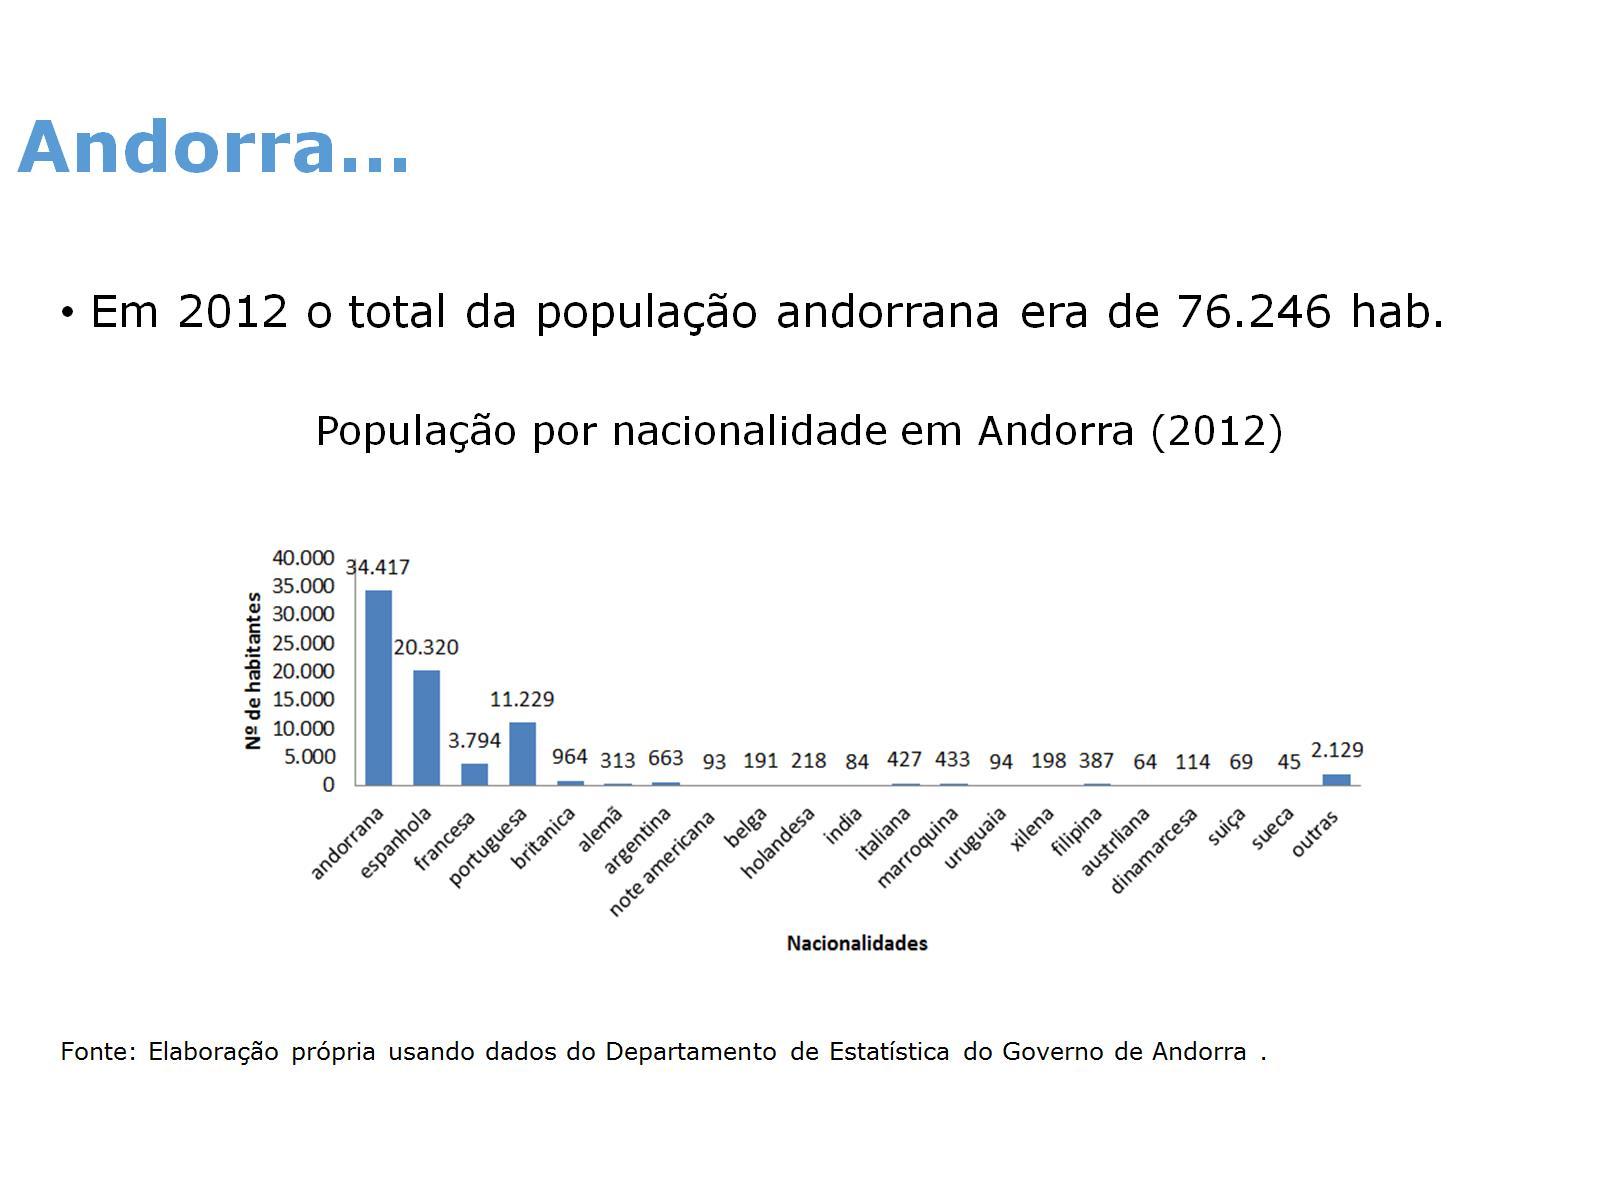 Andorra...
• Em 2012 o total da população andorrana era de 76.246 hab.
População por nacionalidade em Andorra (2012)
Nº de habitantes
40.000
35.000
30.000
25.000
20.000
15.000
10.000
5.000
0
34.417
20.320
3.794
11.229
964
313
663
93
191
218
84
427
433
94
198
387
64
114
69
45
2.129
andorrana
espanhola
francesa
portuguesa
britanica
alemã
argentina
note americana
belga
holandesa
india
italiana
marroquina
uruguaia
xilena
filipina
austrliana
dinamarcesa
suiça
sueca
outras
Nacionalidades
Fonte: Elaboração própria usando dados do Departamento de Estatística do Governo de Andorra .